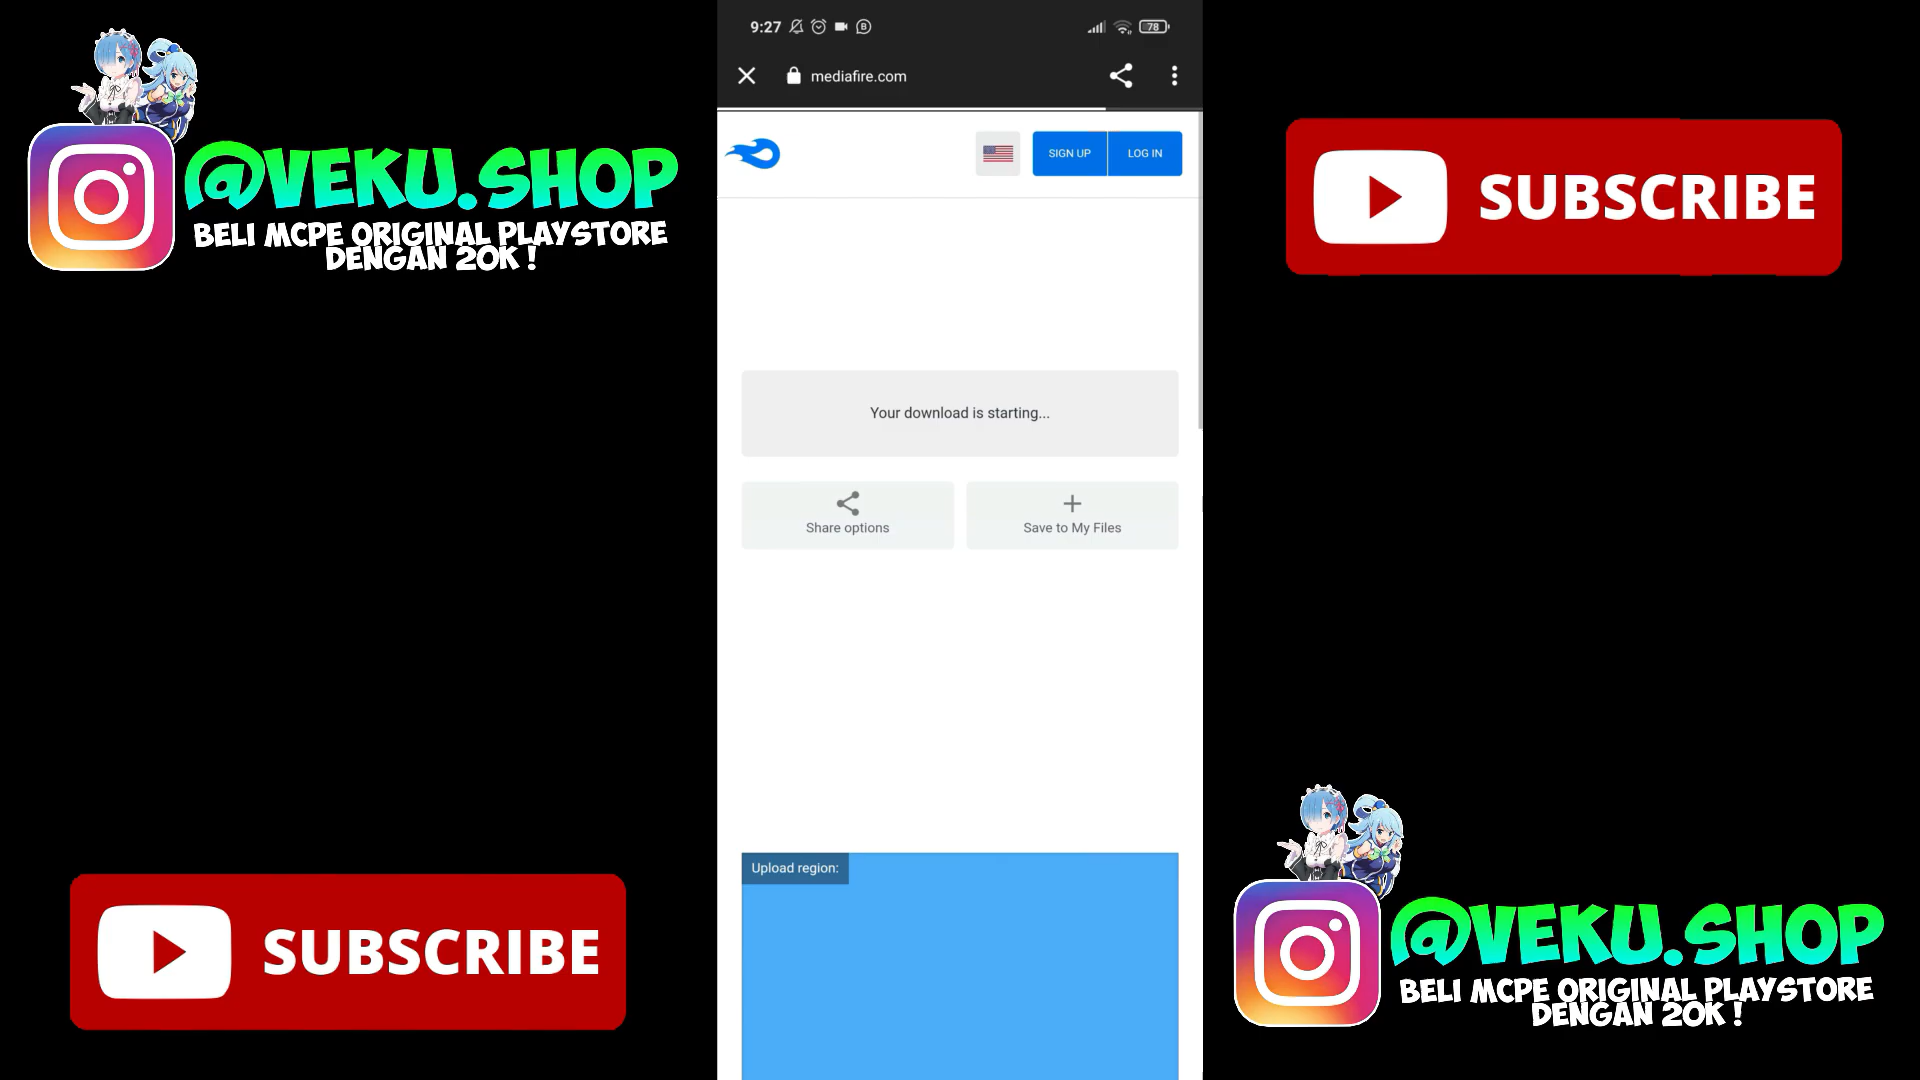 @VEKU.SHOP
BELI MCPE ORIGINAL PLAYSTORE
DENGAN 20K !
9:27
78
mediafire.com
SIGN UP
LOG IN
SUBSCRIBE
Your download is starting...
Share options
Save to My Files
Upload region:
SUBSCRIBE
@VEKU.SHOP
BELI MCPE ORIGINAL PLAYSTORE
DENGAN 20K !